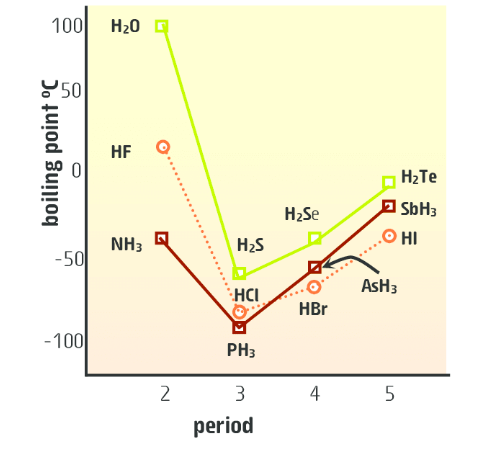 100
H₂O
50
HF
0
H₂Te
SbH₃
H₂Se
NH₃
H₂S
HI
-50
HCl
AsH₃
HBr
-100
PH₃
boiling point ºC
2 3 4 5
period